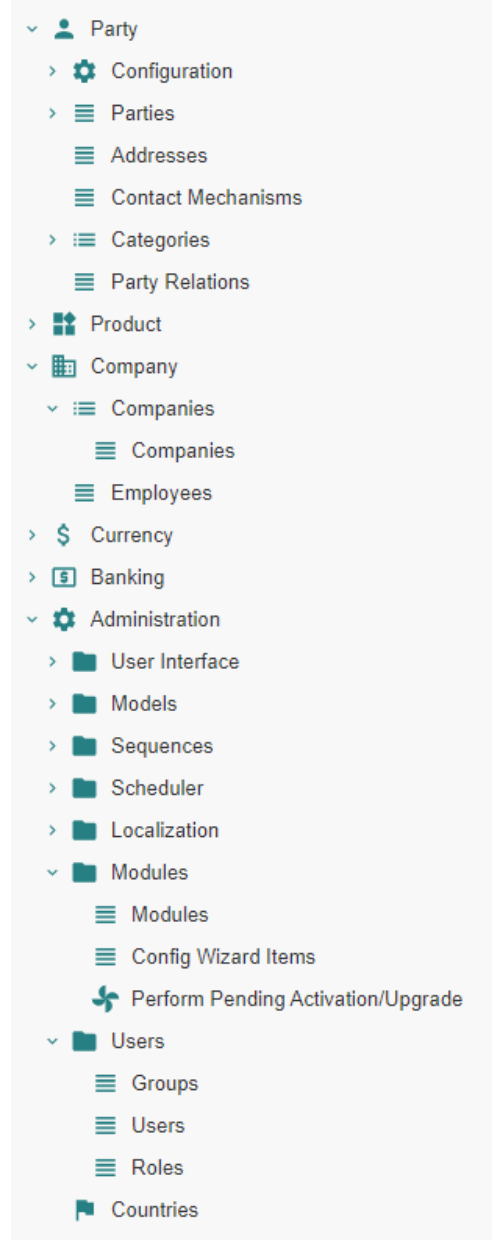 Party
Configuration
Parties
Addresses
Contact Mechanisms
Categories
Party Relations
Product
Company
Companies
Companies
Employees
Currency
Banking
Administration
User Interface
Models
Sequences
Scheduler
Localization
Modules
Modules
Config Wizard Items
Perform Pending Activation/Upgrade
Users
Groups
Users
Roles
Countries